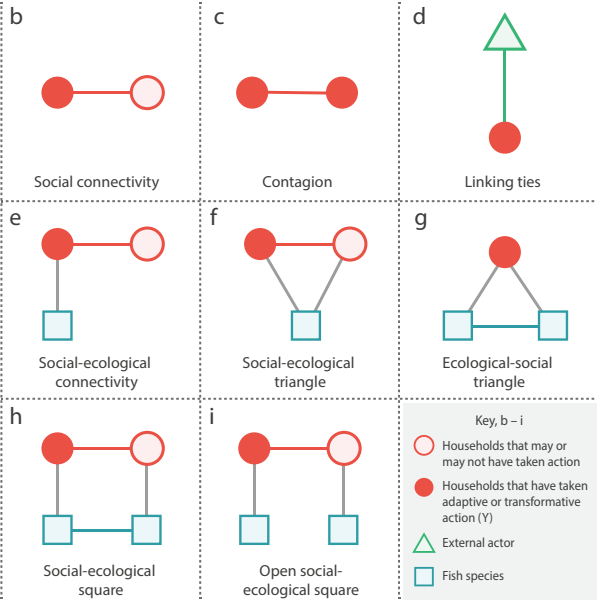 b
c
d
Social connectivity
Contagion
Linking ties
e
f
g
Social-ecological
connectivity
Social-ecological
triangle
Ecological-social
triangle
h
i
Social-ecological
square
Open social-
ecological square
Key, b – i
Households that may or
may not have taken action
Households that have taken
adaptive or transformative
action (Y)
External actor
Fish species